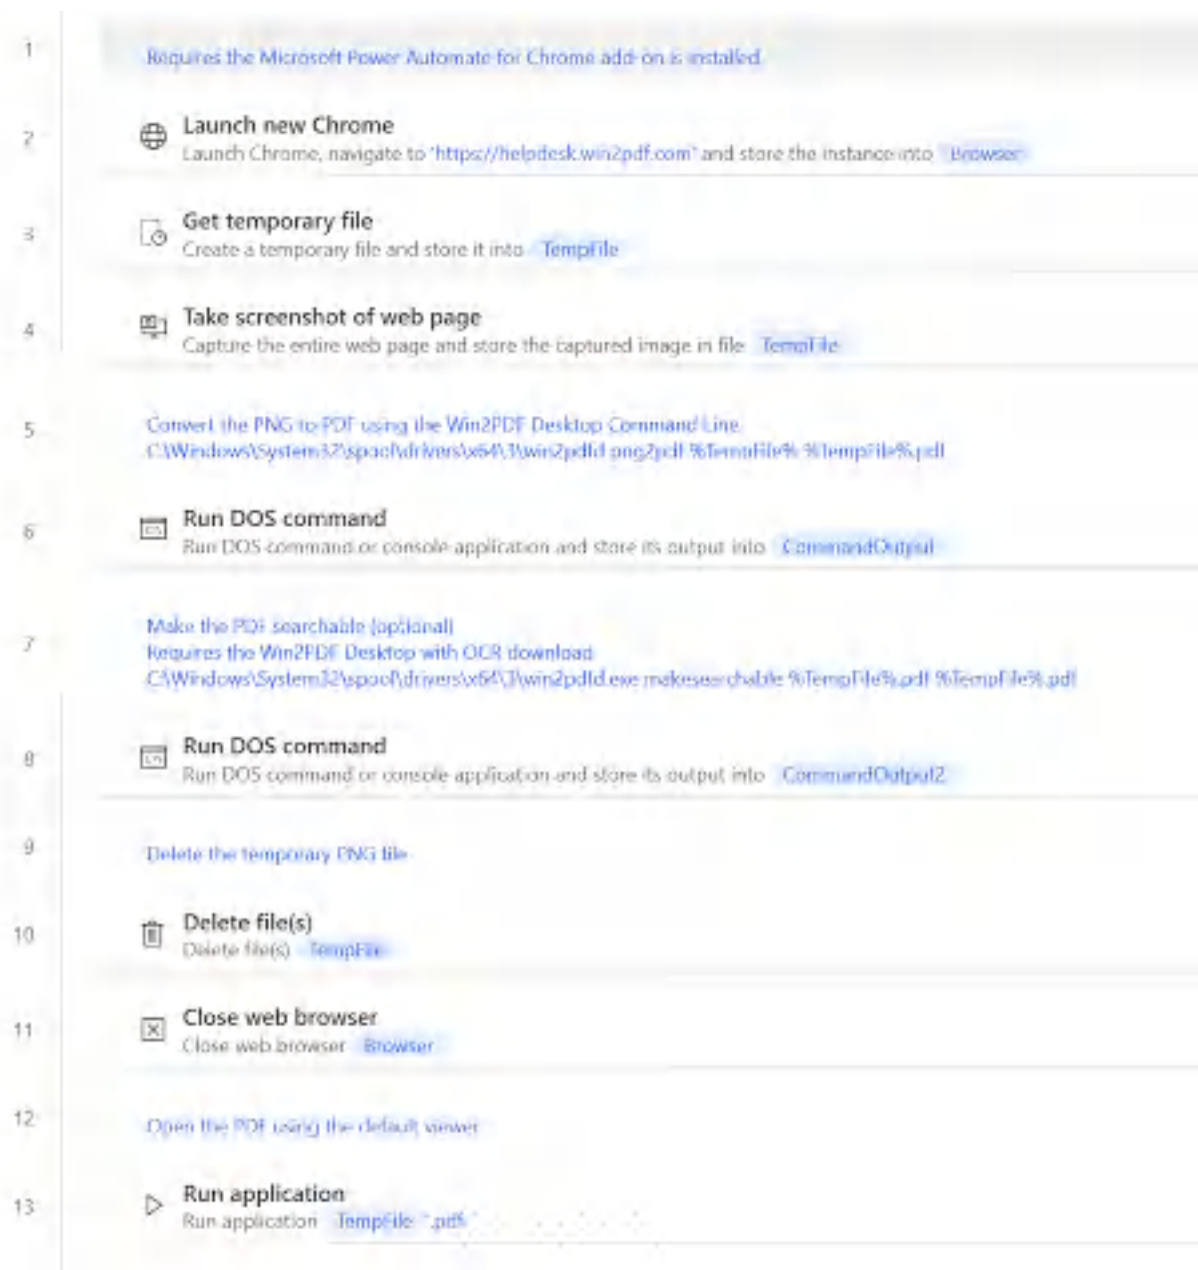 1
Requires the Microsoft Power Automate for Chrome add-on is installed.
2
Launch new Chrome
Launch Chrome, navigate to 'https://helpdesk.win2pdf.com' and store the instance into Browser
3
Get temporary file
Create a temporary file and store it into TempFile
4
Take screenshot of web page
Capture the entire web page and store the captured image in file TempFile
5
Convert the PNG to PDF using the Win2PDF Desktop Command Line
C:\Windows\System32\spool\drivers\x64\3\win2pdfd png2pdf %TempFile% %TempFile%.pdf
6
Run DOS command
Run DOS command or console application and store its output into CommandOutput
7
Make the PDF searchable (optional)
Requires the Win2PDF Desktop with OCR download
C:\Windows\System32\spool\drivers\x64\3\win2pdfd.exe makesearchable %TempFile%.pdf %TempFile%.pdf
8
Run DOS command
Run DOS command or console application and store its output into CommandOutput2
9
Delete the temporary PNG file
10
Delete file(s)
Delete file(s) TempFile
11
Close web browser
Close web browser Browser
12
Open the PDF using the default viewer
13
Run application
Run application TempFile '.pdf'